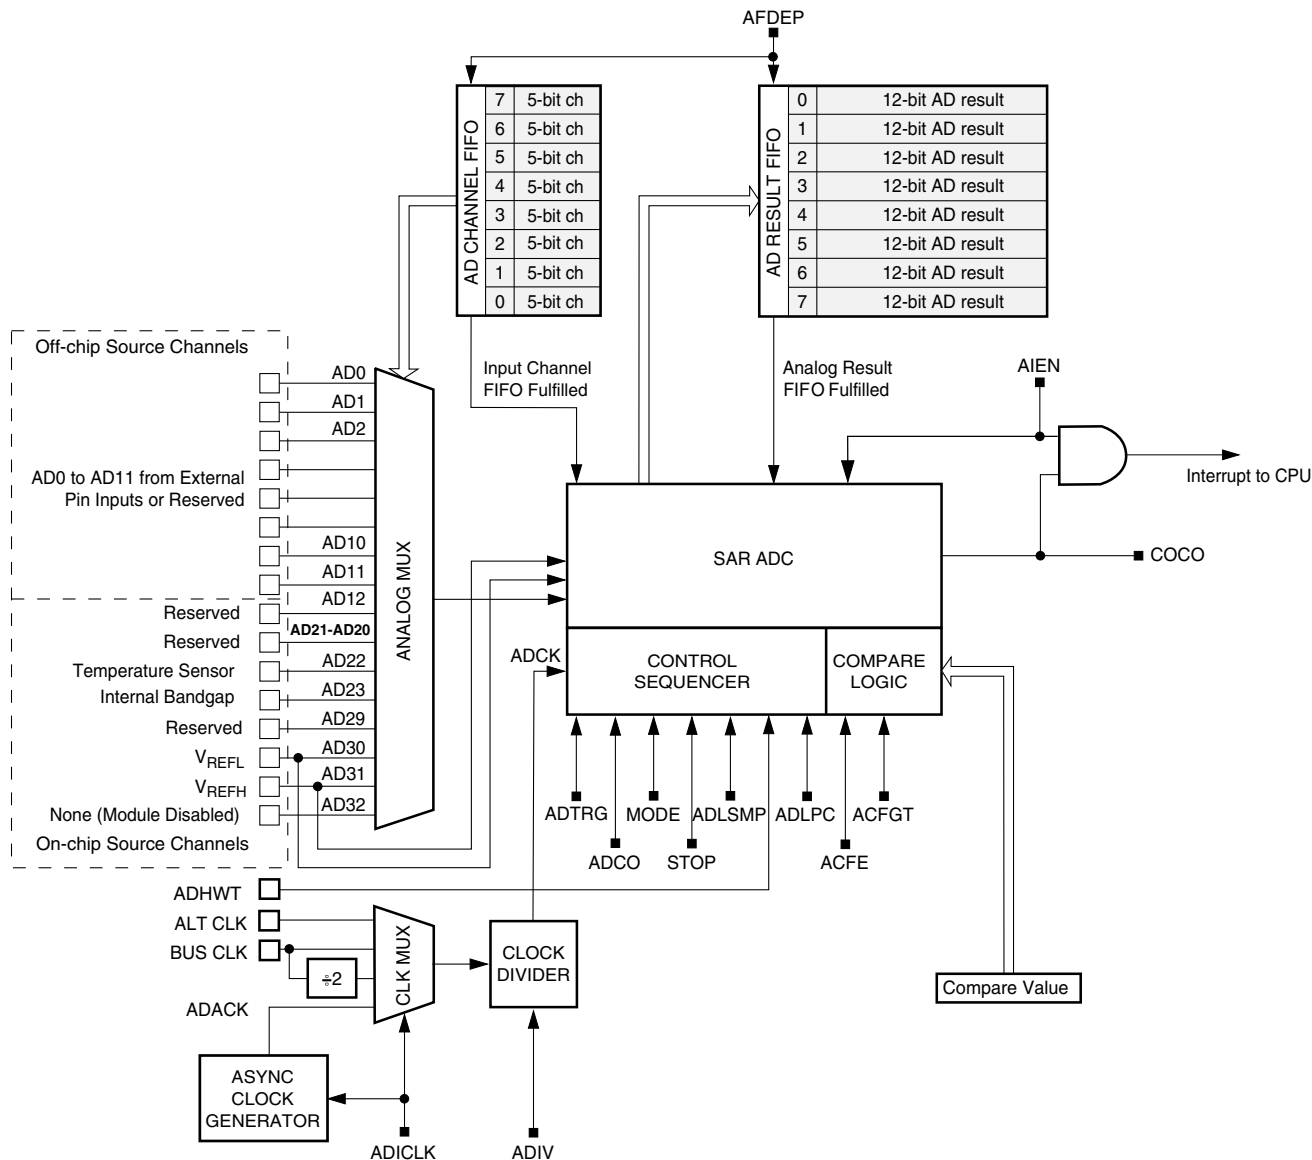 AFDEP
AD CHANNEL FIFO
7 5-bit ch
6 5-bit ch
5 5-bit ch
4 5-bit ch
3 5-bit ch
2 5-bit ch
1 5-bit ch
0 5-bit ch
AD RESULT FIFO
0 12-bit AD result
1 12-bit AD result
2 12-bit AD result
3 12-bit AD result
4 12-bit AD result
5 12-bit AD result
6 12-bit AD result
7 12-bit AD result
Input Channel
FIFO Fulfilled
Analog Result
FIFO Fulfilled
AIEN
Interrupt to CPU
COCO
Off-chip Source Channels
AD0
AD1
AD2
AD0 to AD11 from External
Pin Inputs or Reserved
AD10
AD11
Reserved AD12
Reserved AD21-AD20
Temperature Sensor AD22
Internal Bandgap AD23
Reserved AD29
VREFL AD30
VREFH AD31
None (Module Disabled) AD32
On-chip Source Channels
ANALOG MUX
SAR ADC
ADCK
CONTROL
SEQUENCER
COMPARE
LOGIC
ADTRG
MODE
ADLSMP
ADLPC
ACFGT
ADCO
STOP
ACFE
ADHWT
ALT CLK
BUS CLK
÷2
ADACK
CLK MUX
CLOCK
DIVIDER
Compare Value
ASYNC
CLOCK
GENERATOR
ADICLK
ADIV